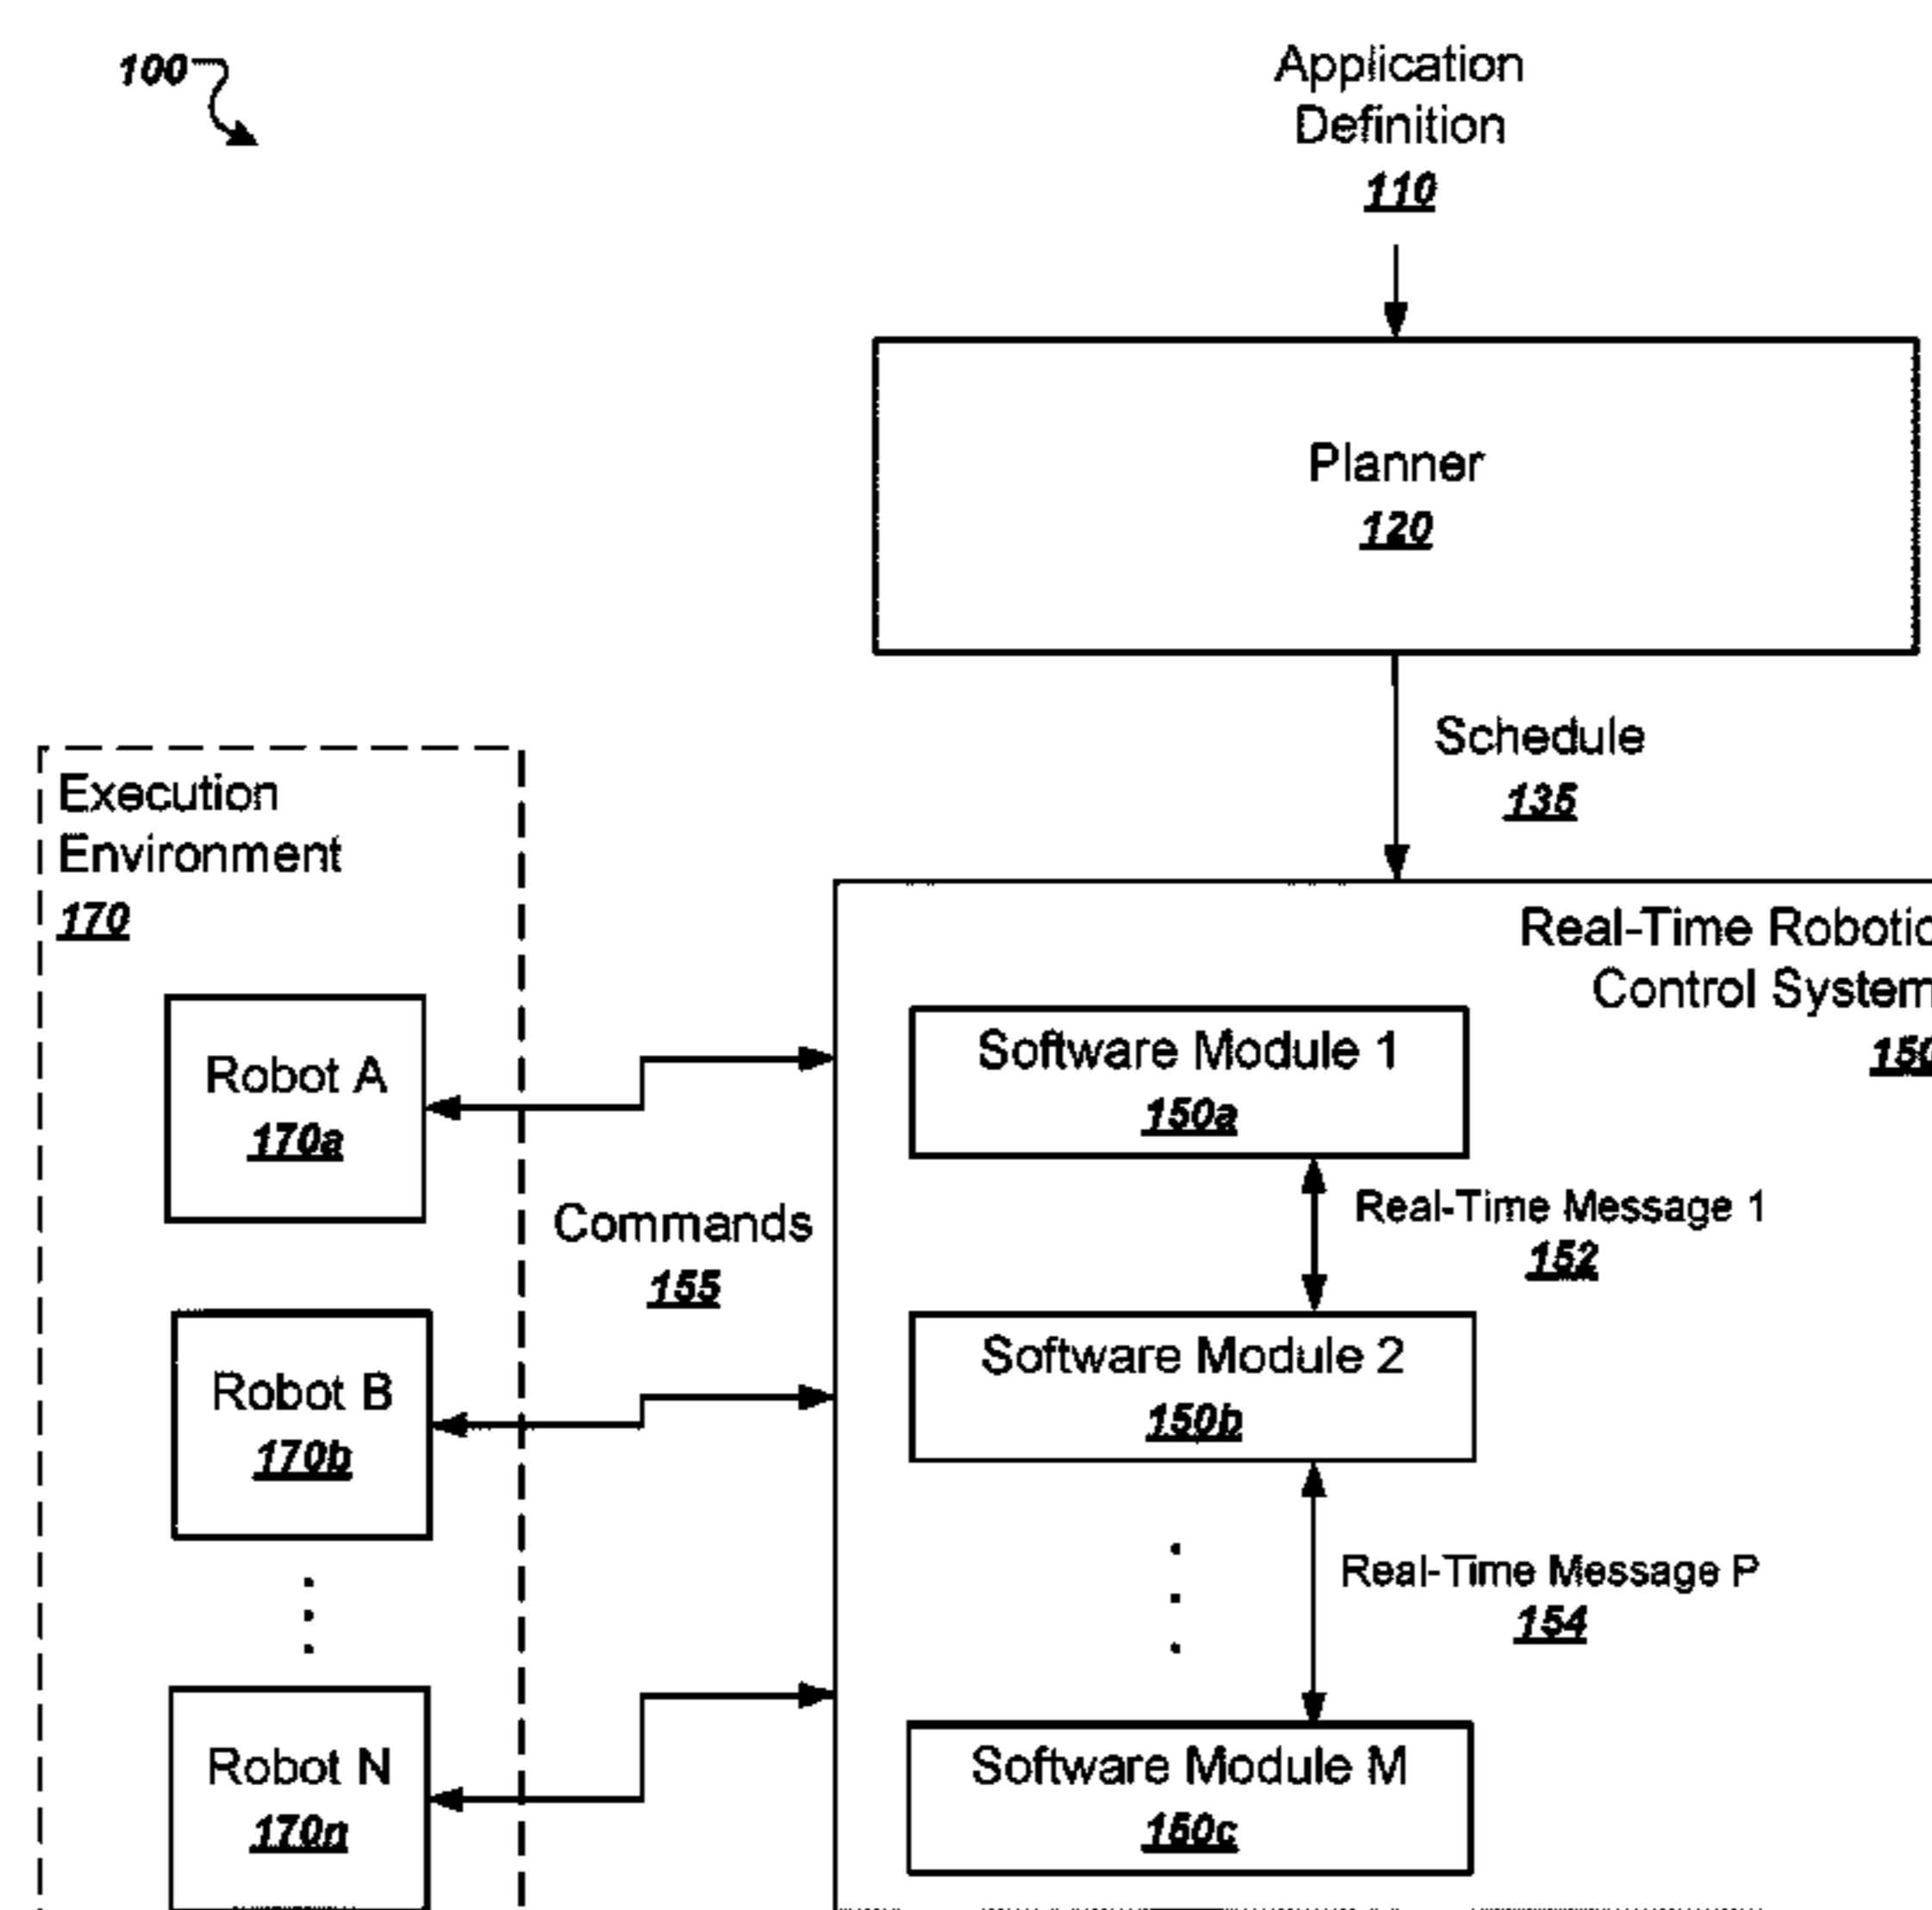 100
Application
Definition
110
Planner
120
Schedule
135
Execution
Environment
170
Real-Time Robotic
Control System
150
Robot A
170a
Software Module 1
150a
Commands
155
Real-Time Message 1
152
Robot B
170b
Software Module 2
150b
Real-Time Message P
154
Robot N
170n
Software Module M
150c